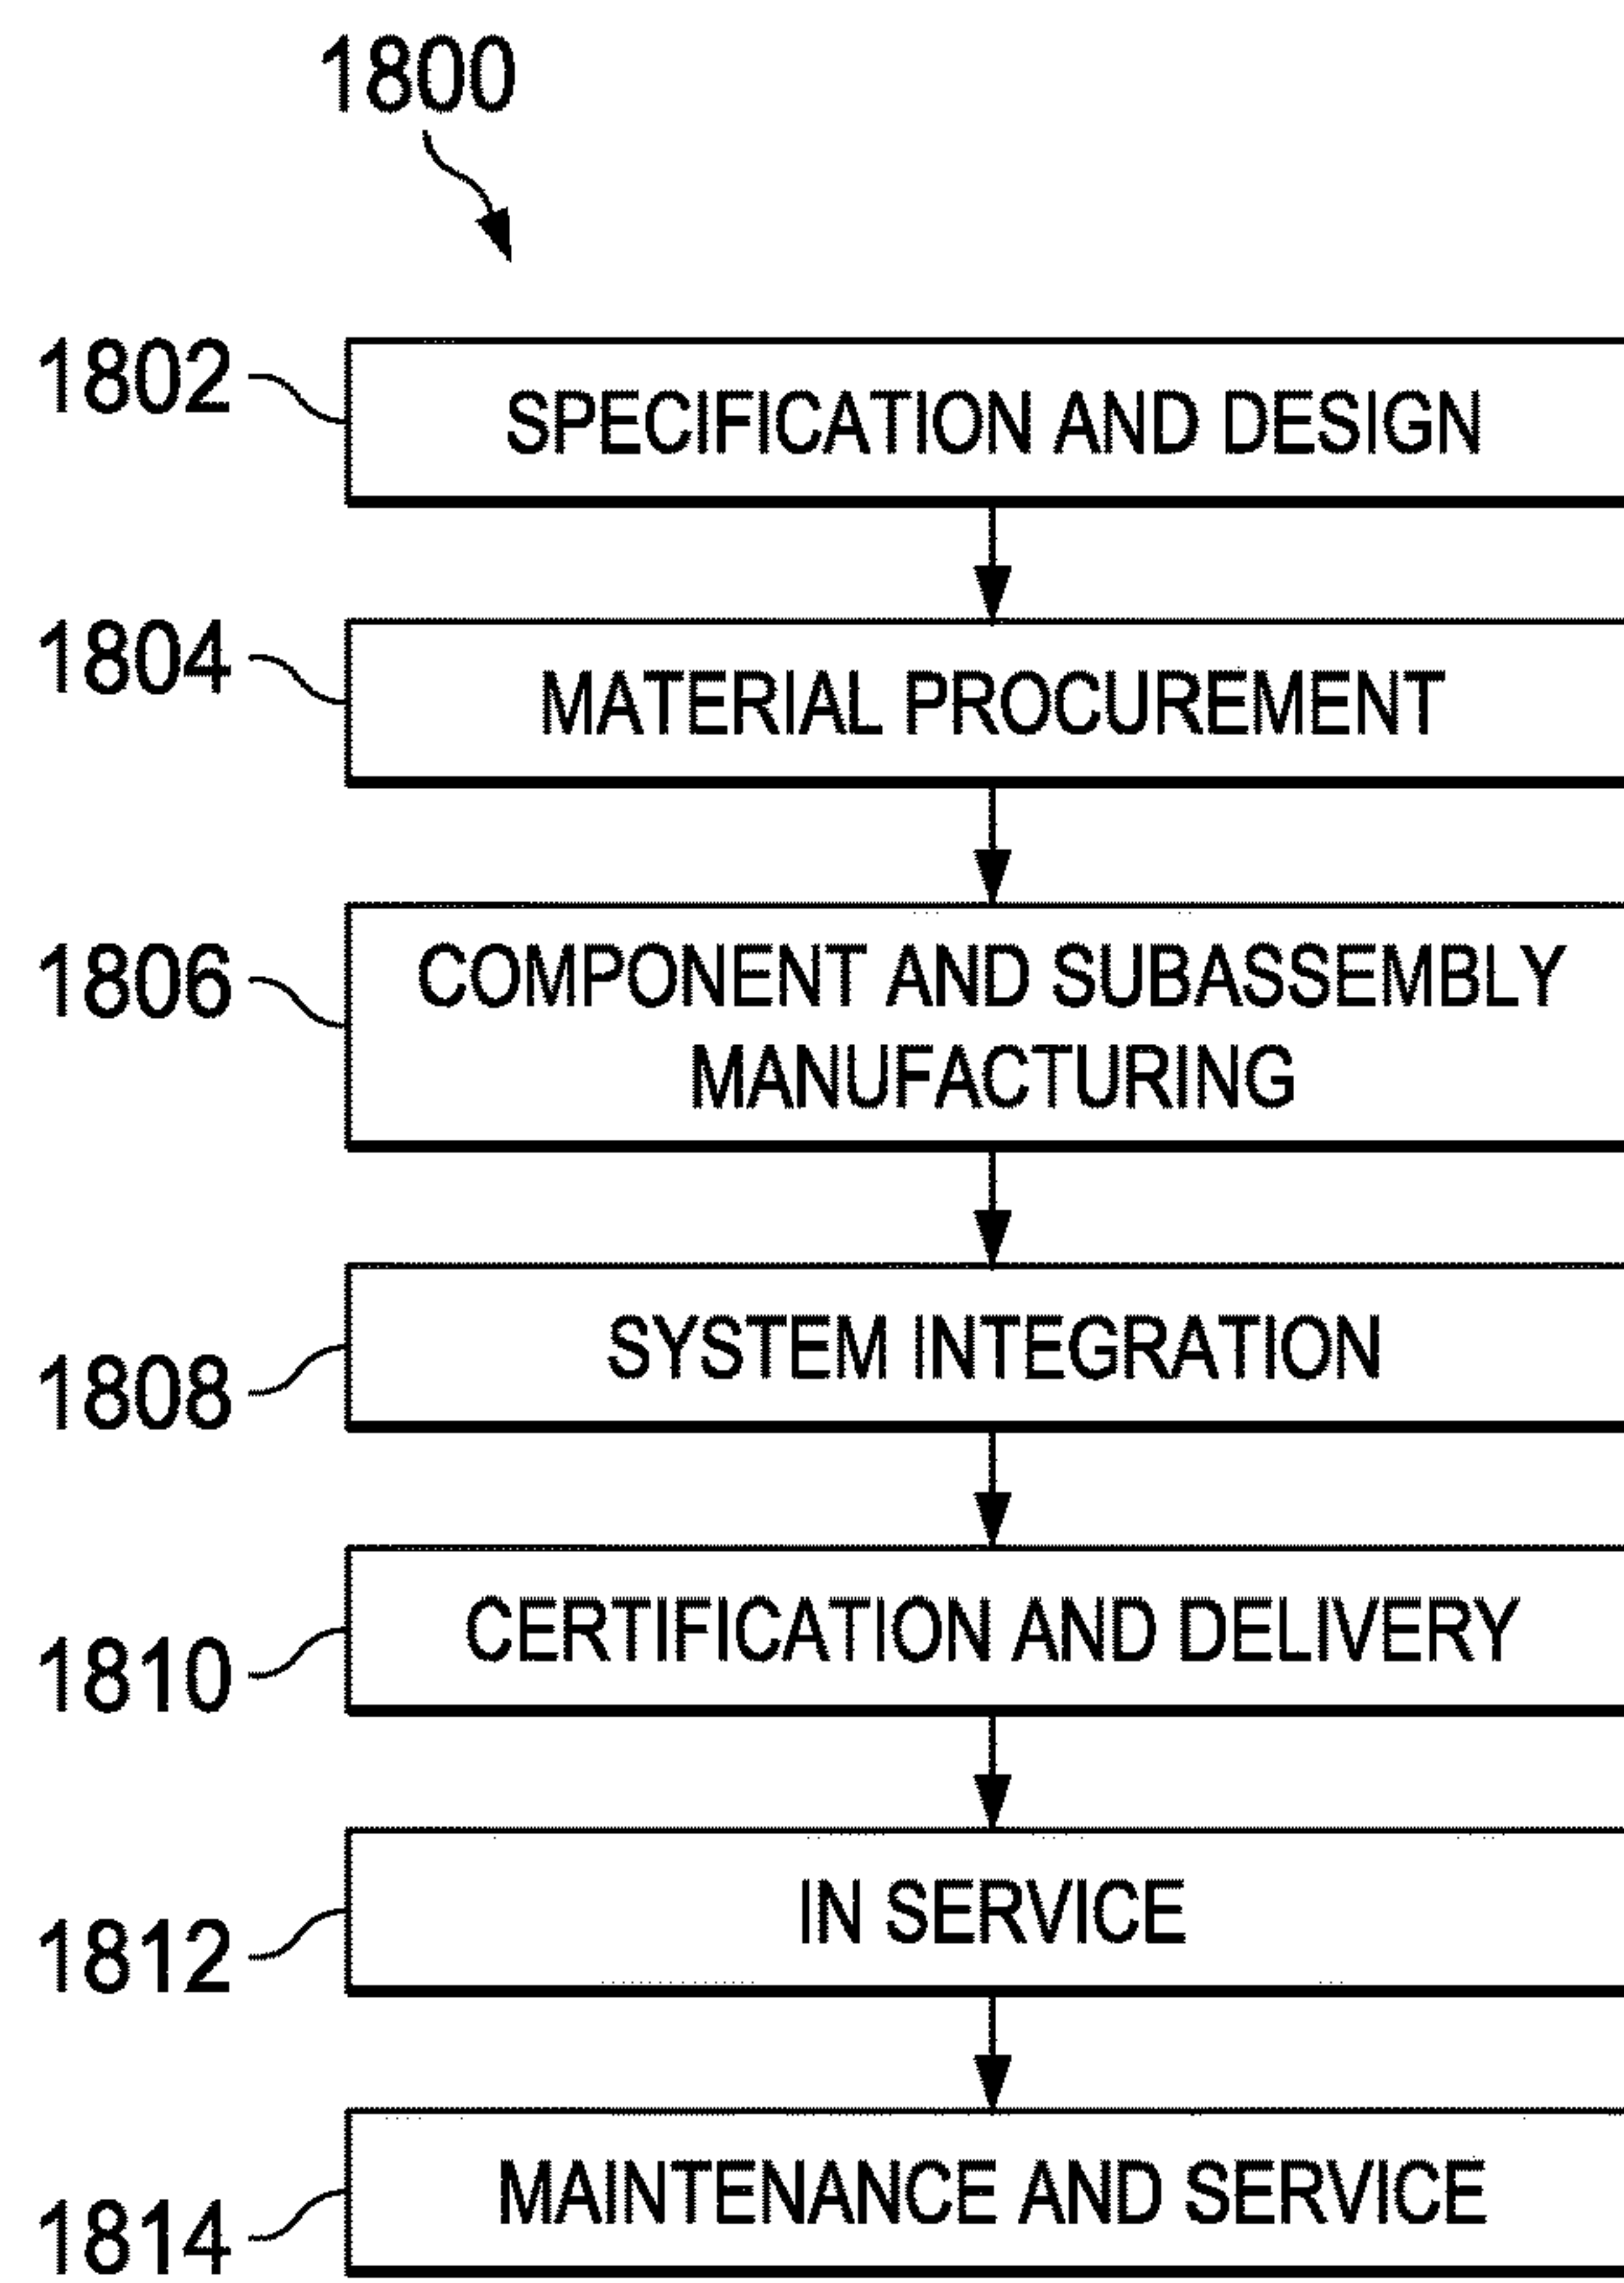 1800
1802
SPECIFICATION AND DESIGN
1804
MATERIAL PROCUREMENT
1806
COMPONENT AND SUBASSEMBLY
MANUFACTURING
SYSTEM INTEGRATION
1808
CERTIFICATION AND DELIVERY
1810
IN SERVICE
1812
MAINTENANCE AND SERVICE
1814